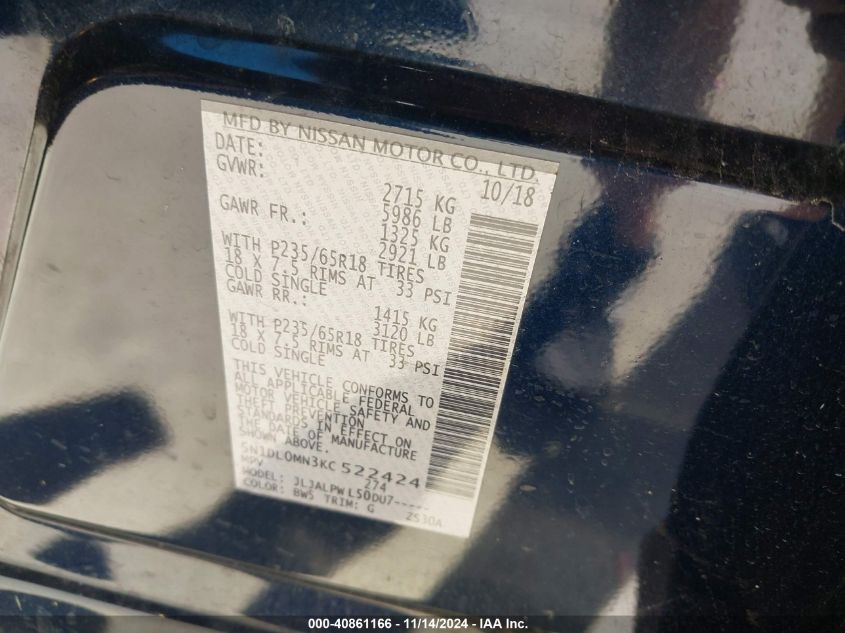 MFD BY NISSAN MOTOR CO., LTD.
DATE: 10/18
GVWR: 2715 KG
5986 LB
GAWR FR.: 1325 KG
2921 LB
WITH P235/65R18 TIRES
18 X 7.5 RIMS AT 33 PSI
COLD SINGLE
GAWR RR.: 1415 KG
3120 LB
WITH P235/65R18 TIRES
18 X 7.5 RIMS AT 33 PSI
COLD SINGLE
THIS VEHICLE CONFORMS TO
ALL APPLICABLE FEDERAL
MOTOR VEHICLE SAFETY AND
THEFT PREVENTION
STANDARDS IN EFFECT ON
THE DATE OF MANUFACTURE
SHOWN ABOVE.
5N1DL0MN3KC522424
MPV 274
MODEL: JLJALPWL50DU7-----
COLOR: BW5 TRIM: G ZS30A
000-40861166 - 11/14/2024 - IAA Inc.